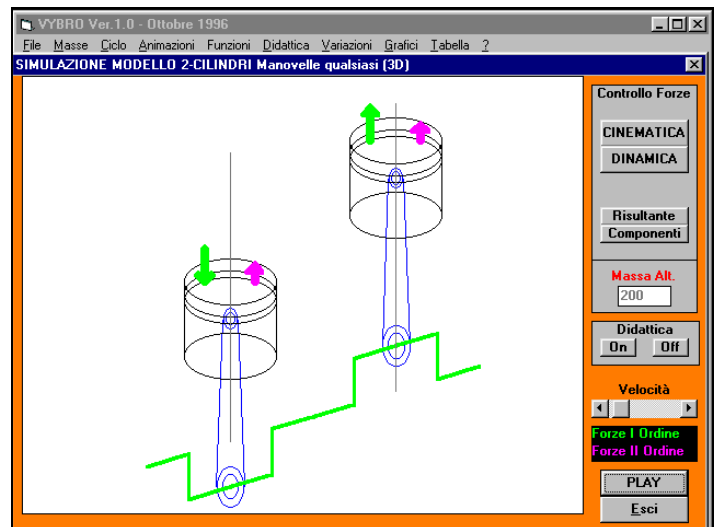 VYBRO Ver.1.0 - Ottobre 1996
File Masse Ciclo Animazioni Funzioni Didattica Variazioni Grafici Tabella ?
SIMULAZIONE MODELLO 2-CILINDRI Manovelle qualsiasi (3D)
Controllo Forze
CINEMATICA
DINAMICA
Risultante
Componenti
Massa Alt.
200
Didattica
On Off
Velocità
Forze I Ordine
Forze II Ordine
PLAY
Esci